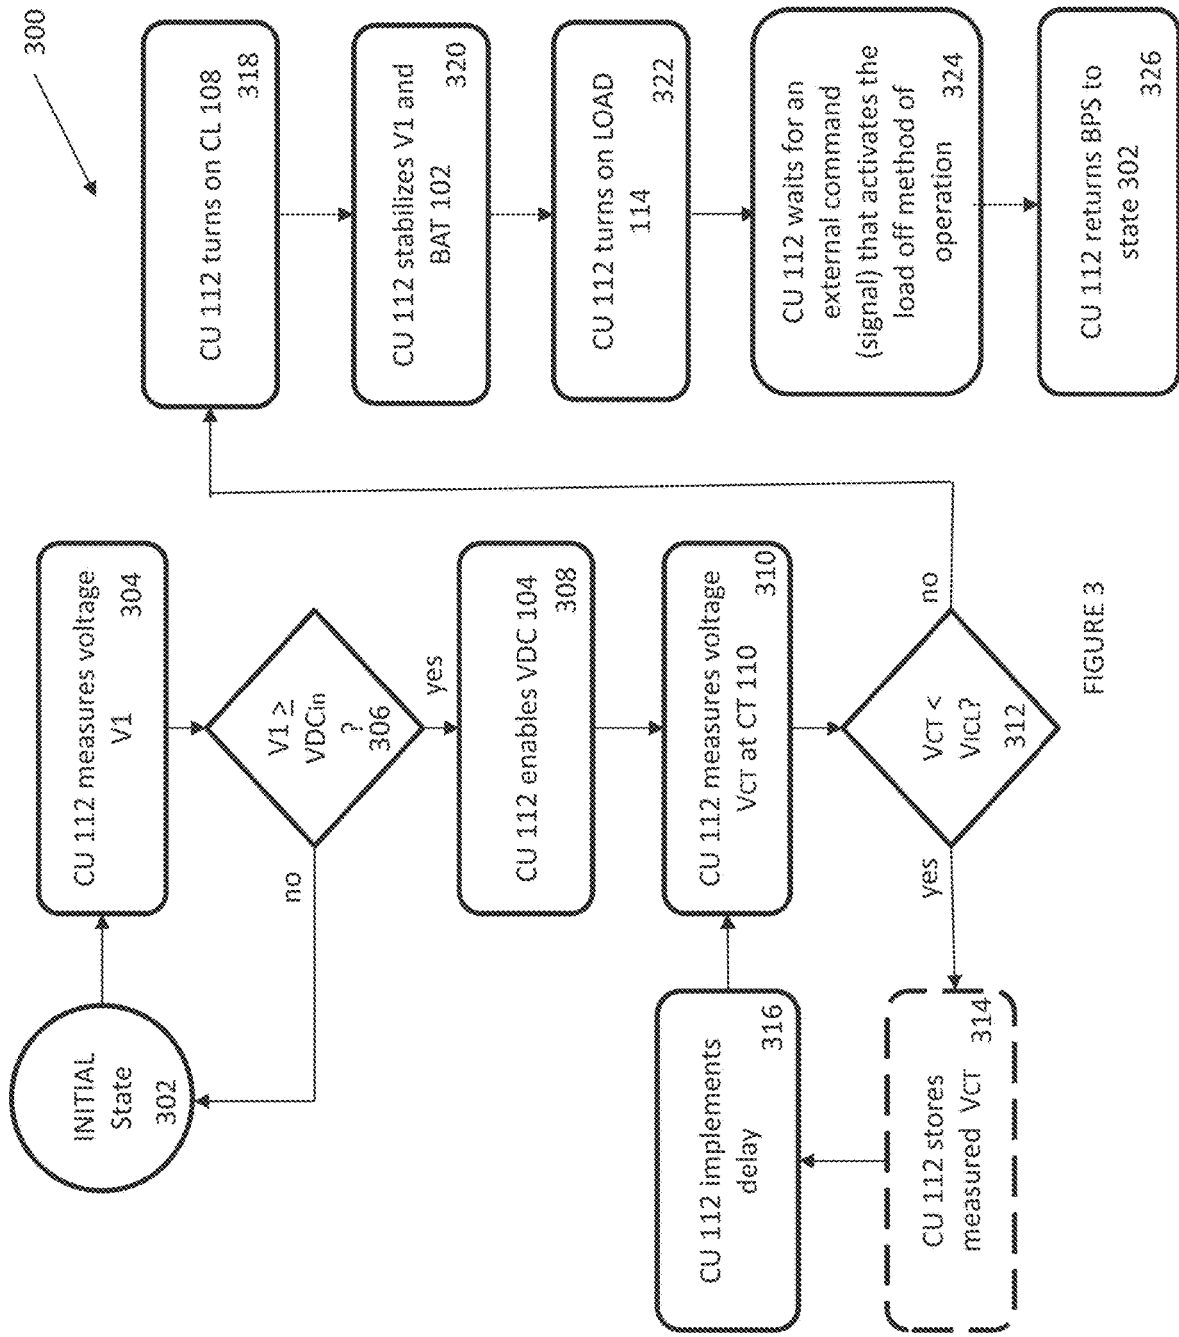 300
INITIAL
State
302
CU 112 measures voltage
V1
304
V1 ≥
VDCin
?
306
no
yes
CU 112 enables VDC 104
308
CU 112 measures voltage
VCT at CT 110
310
VCT <
VICL?
312
yes
no
CU 112 stores
measured VCT
314
CU 112 implements
delay
316
CU 112 turns on CL 108
318
CU 112 stabilizes V1 and
BAT 102
320
CU 112 turns on LOAD
114
322
CU 112 waits for an
external command
(signal) that activates the
load off method of
operation
324
CU 112 returns BPS to
state 302
326
FIGURE 3